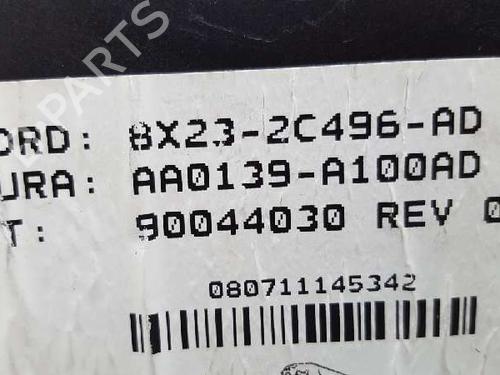 PARTS
ORD: 8X23-2C496-AD
URA: AA0139-A100AD
T: 90044030 REV 0
080711145342